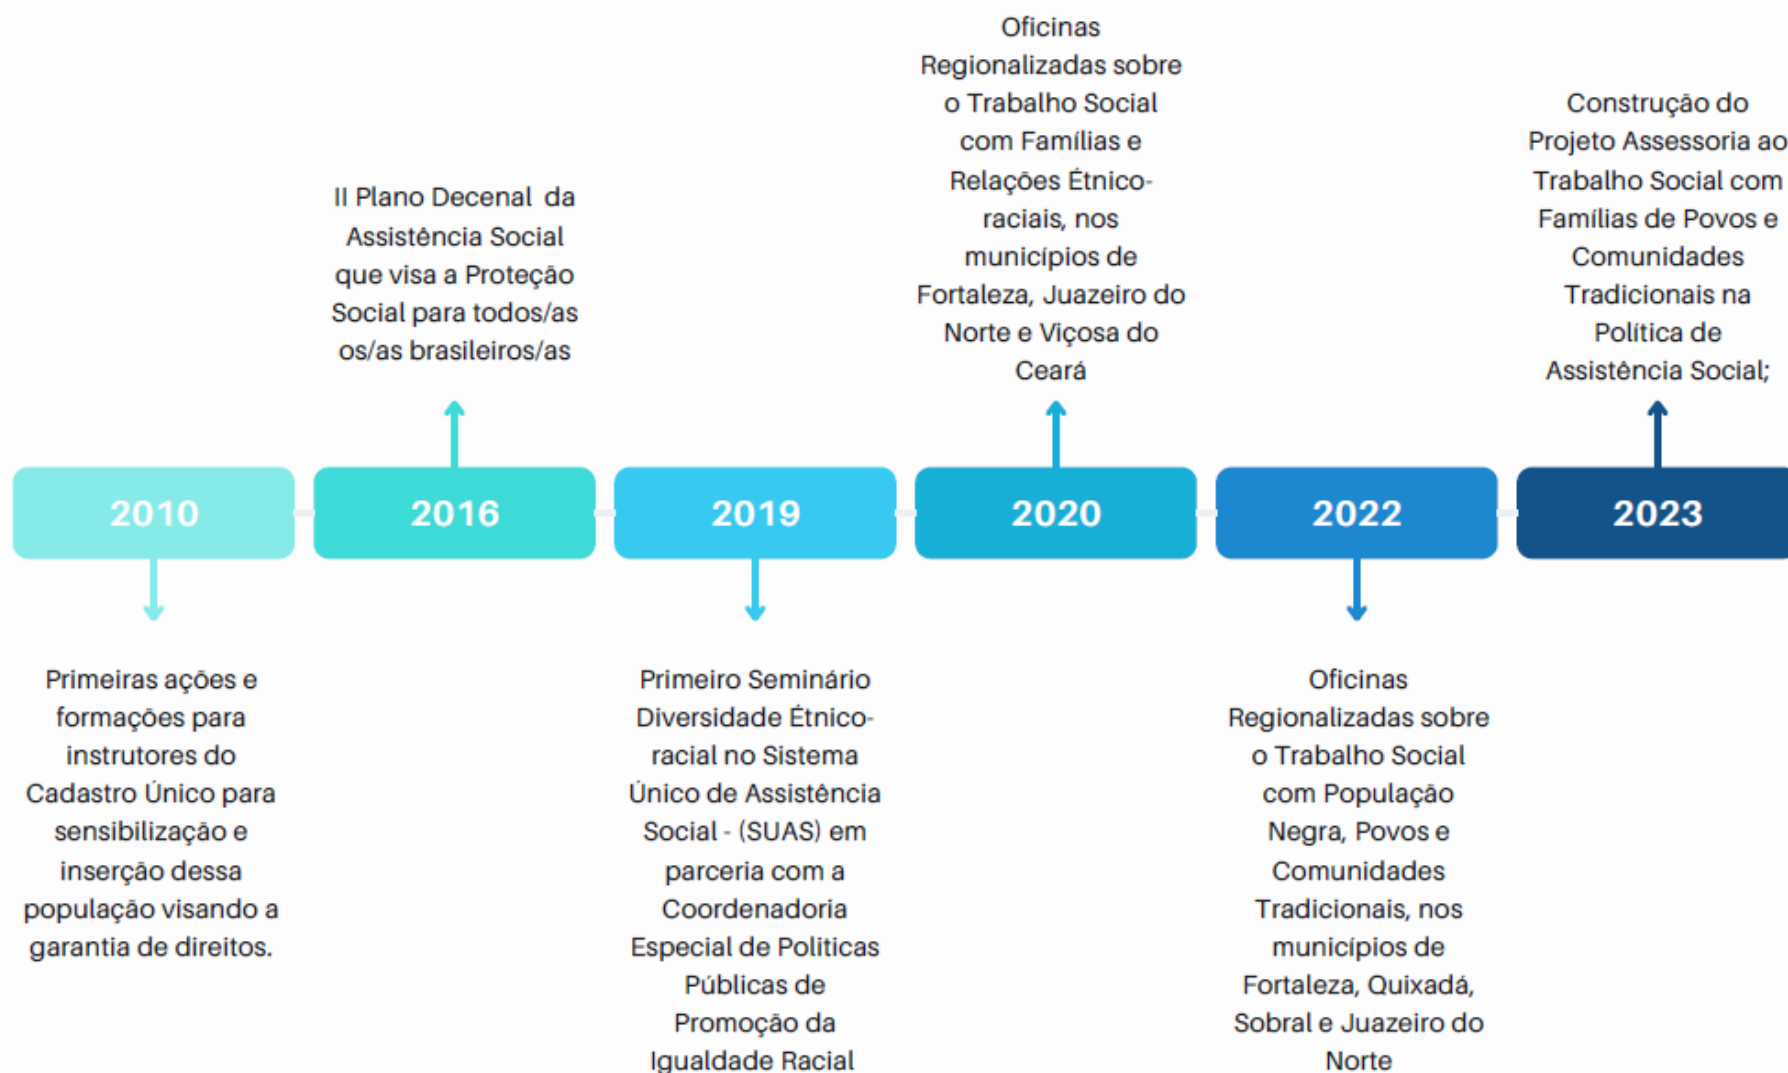 Oficinas
Regionalizadas sobre
o Trabalho Social
com Famílias e
Relações Étnico-
raciais, nos
municípios de
Fortaleza, Juazeiro do
Norte e Viçosa do
Ceará
Construção do
Projeto Assessoria ao
Trabalho Social com
Famílias de Povos e
Comunidades
Tradicionais na
Política de
Assistência Social;
II Plano Decenal da
Assistência Social
que visa a Proteção
Social para todos/as
os/as brasileiros/as
2010
2016
2019
2020
2022
2023
Primeiras ações e
formações para
instrutores do
Cadastro Único para
sensibilização e
inserção dessa
população visando a
garantia de direitos.
Primeiro Seminário
Diversidade Étnico-
racial no Sistema
Único de Assistência
Social - (SUAS) em
parceria com a
Coordenadoria
Especial de Politicas
Públicas de
Promoção da
Igualdade Racial
Oficinas
Regionalizadas sobre
o Trabalho Social
com População
Negra, Povos e
Comunidades
Tradicionais, nos
municípios de
Fortaleza, Quixadá,
Sobral e Juazeiro do
Norte